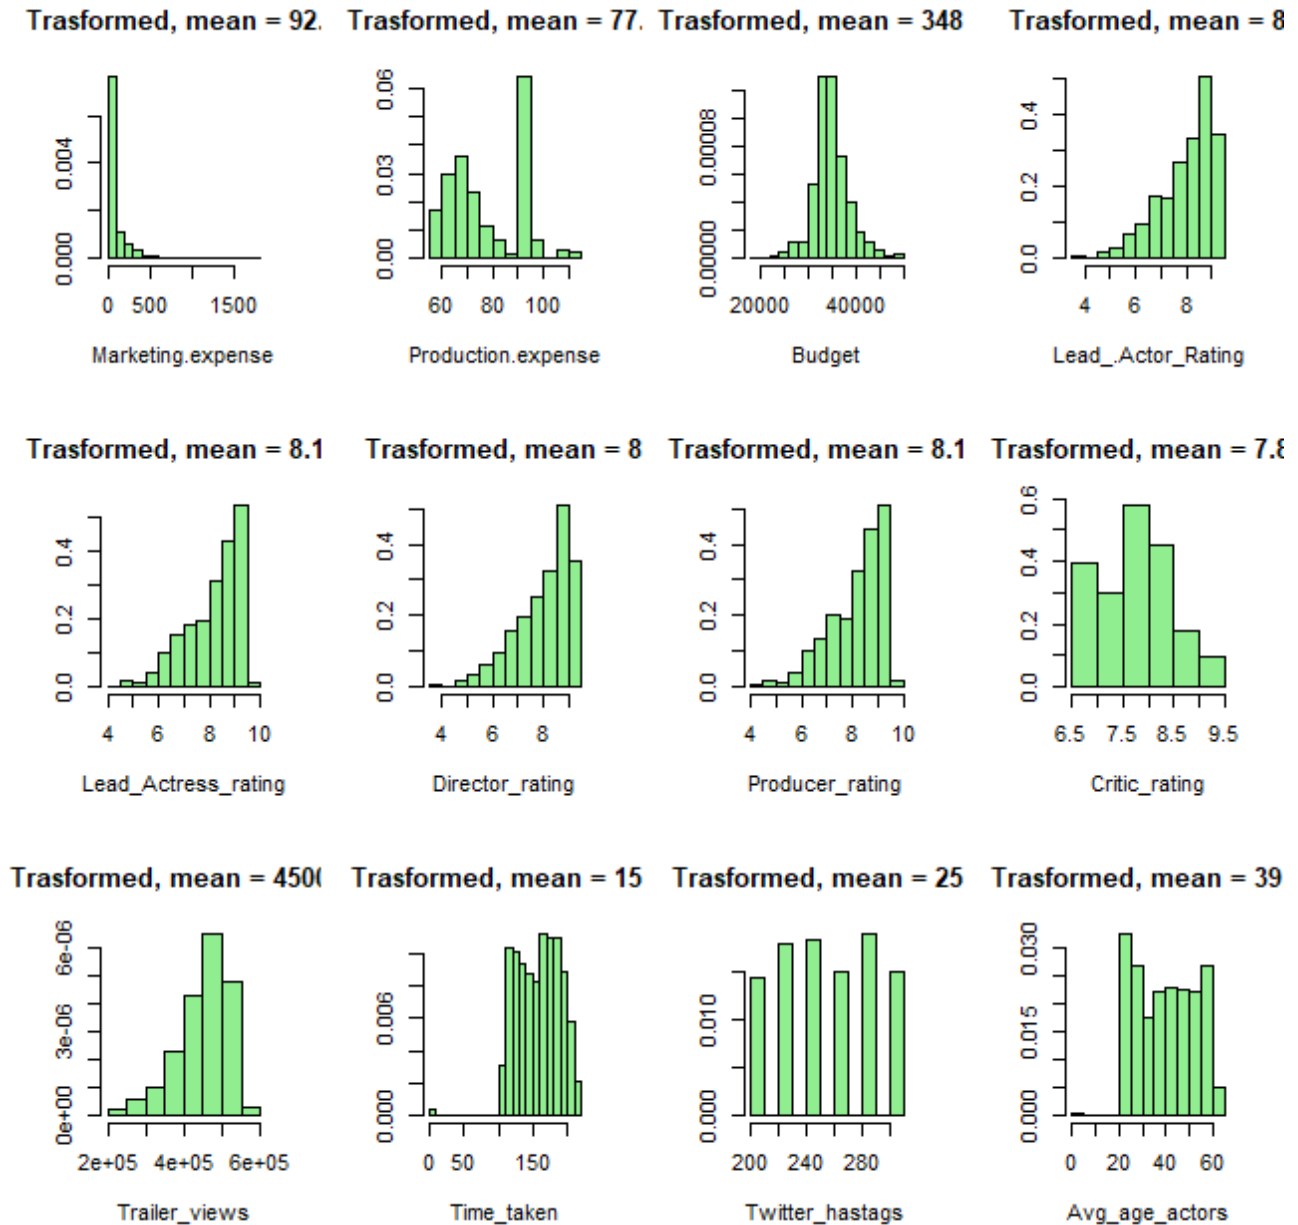 Trasformed, mean = 92.
0.004
0.000
0 500 1500
Marketing.expense
Trasformed, mean = 77.
0.06
0.03
0.00
60 80 100
Production.expense
Trasformed, mean = 348
0.00008
0.00000
20000 40000
Budget
Trasformed, mean = 8
0.4
0.2
0.0
4 6 8
Lead_.Actor_Rating
Trasformed, mean = 8.1
0.4
0.2
0.0
4 6 8 10
Lead_Actress_rating
Trasformed, mean = 8
0.4
0.2
0.0
4 6 8
Director_rating
Trasformed, mean = 8.1
0.4
0.2
0.0
4 6 8 10
Producer_rating
Trasformed, mean = 7.8
0.6
0.4
0.2
0.0
6.5 7.5 8.5 9.5
Critic_rating
Trasformed, mean = 450
6e-06
3e-06
0e+00
2e+05 4e+05 6e+05
Trailer_views
Trasformed, mean = 15
0.006
0.000
0 50 150
Time_taken
Trasformed, mean = 25
0.010
0.000
200 240 280
Twitter_hastags
Trasformed, mean = 39
0.030
0.015
0.000
0 20 40 60
Avg_age_actors